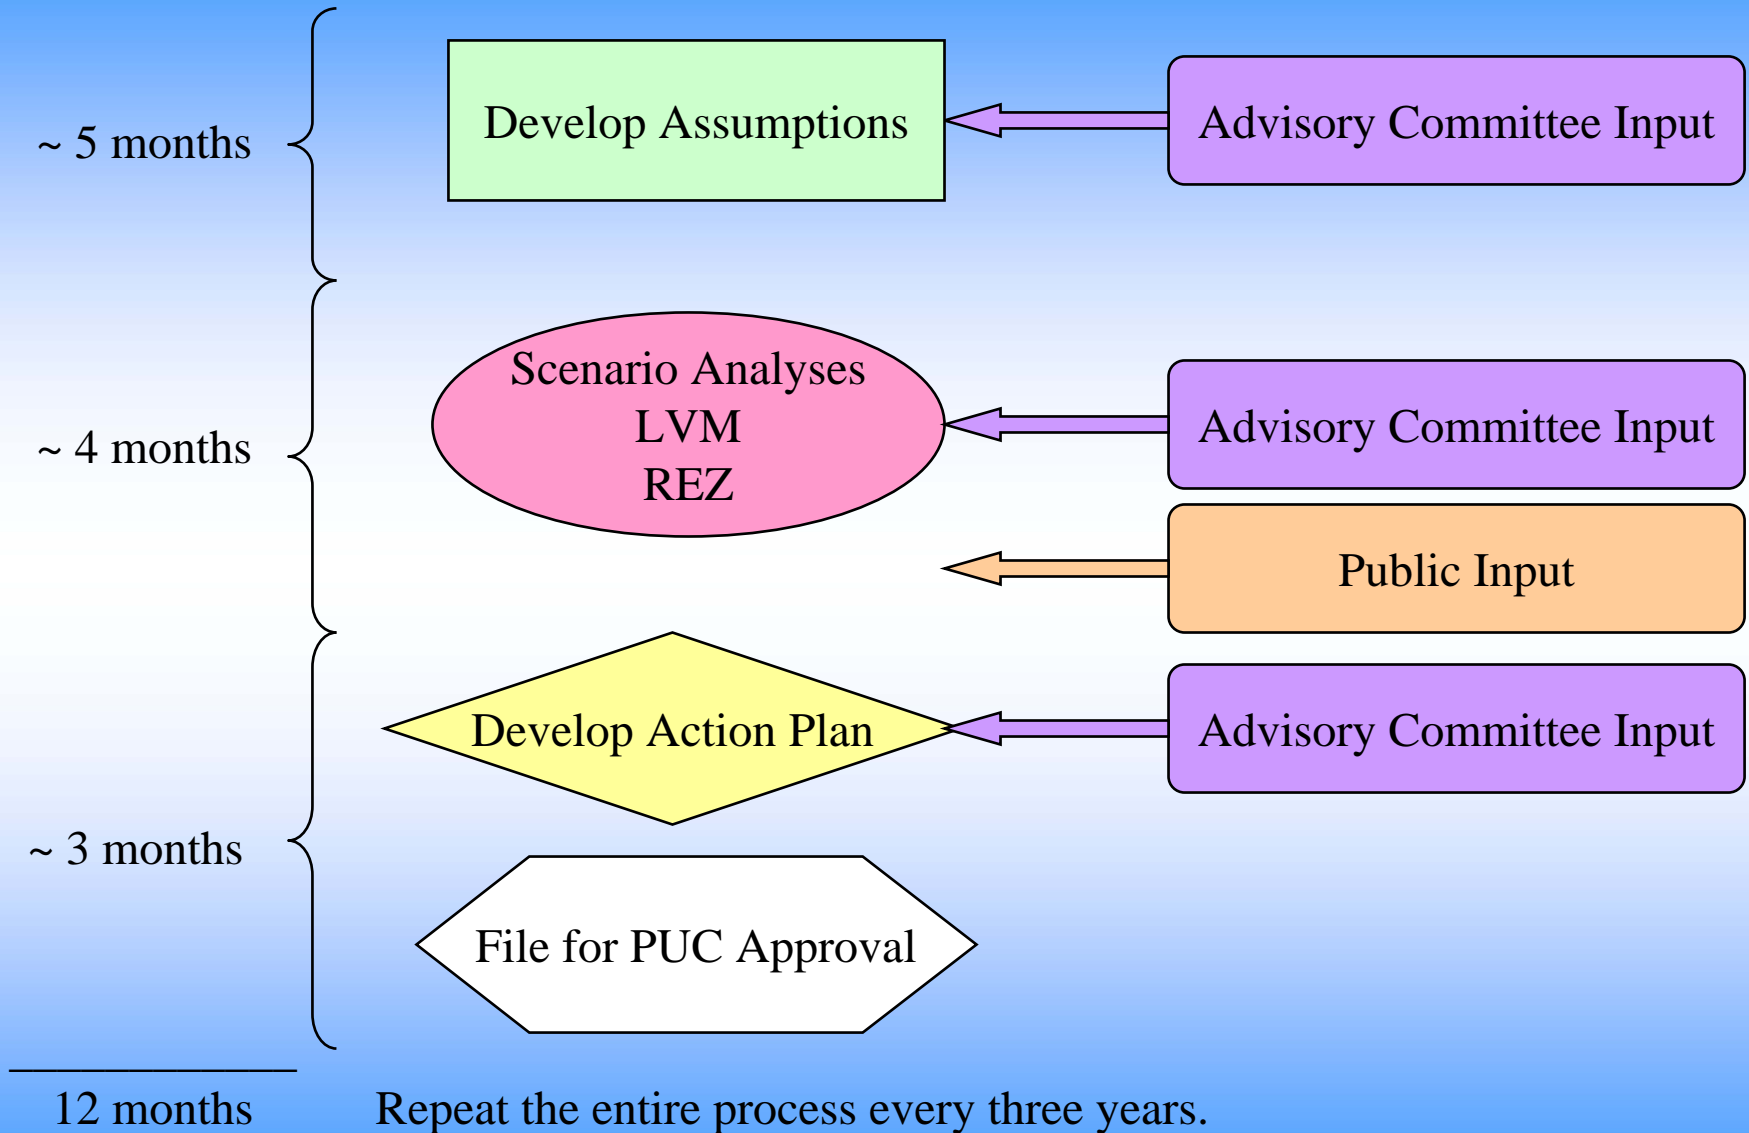 ~ 5 months
Develop Assumptions
Advisory Committee Input
~ 4 months
Scenario Analyses
LVM
REZ
Advisory Committee Input
Public Input
~ 3 months
Develop Action Plan
Advisory Committee Input
File for PUC Approval
12 months
Repeat the entire process every three years.